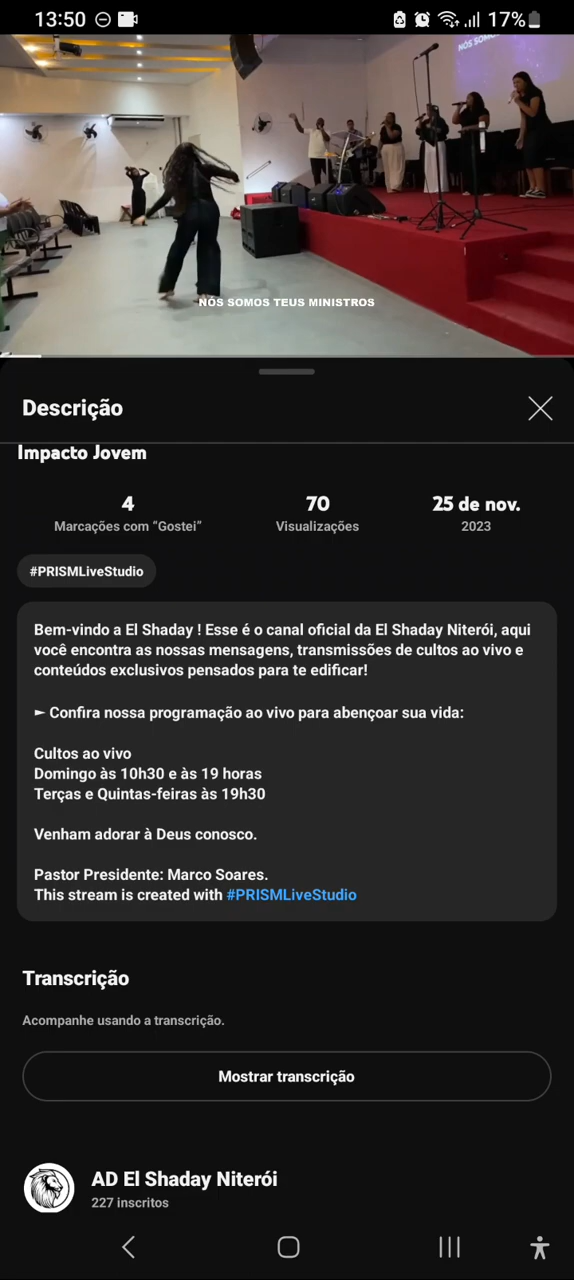 13:50
17%
NÓS SOMOS
NÓS SOMOS TEUS MINISTROS
Descrição
Impacto Jovem
4
70
25 de nov.
Marcações com “Gostei”
Visualizações
2023
#PRISMLiveStudio
Bem-vindo a El Shaday ! Esse é o canal oficial da El Shaday Niterói, aqui
você encontra as nossas mensagens, transmissões de cultos ao vivo e
conteúdos exclusivos pensados para te edificar!
► Confira nossa programação ao vivo para abençoar sua vida:
Cultos ao vivo
Domingo às 10h30 e às 19 horas
Terças e Quintas-feiras às 19h30
Venham adorar à Deus conosco.
Pastor Presidente: Marco Soares.
This stream is created with #PRISMLiveStudio
Transcrição
Acompanhe usando a transcrição.
Mostrar transcrição
AD El Shaday Niterói
227 inscritos